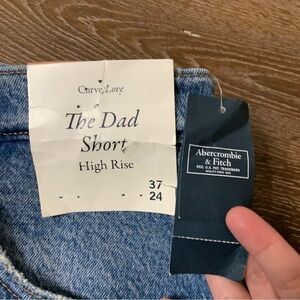 Curve Love
The Dad
Short
High Rise
37
24
Abercrombie
& Fitch
REG. U.S. PAT. TRADEMARK